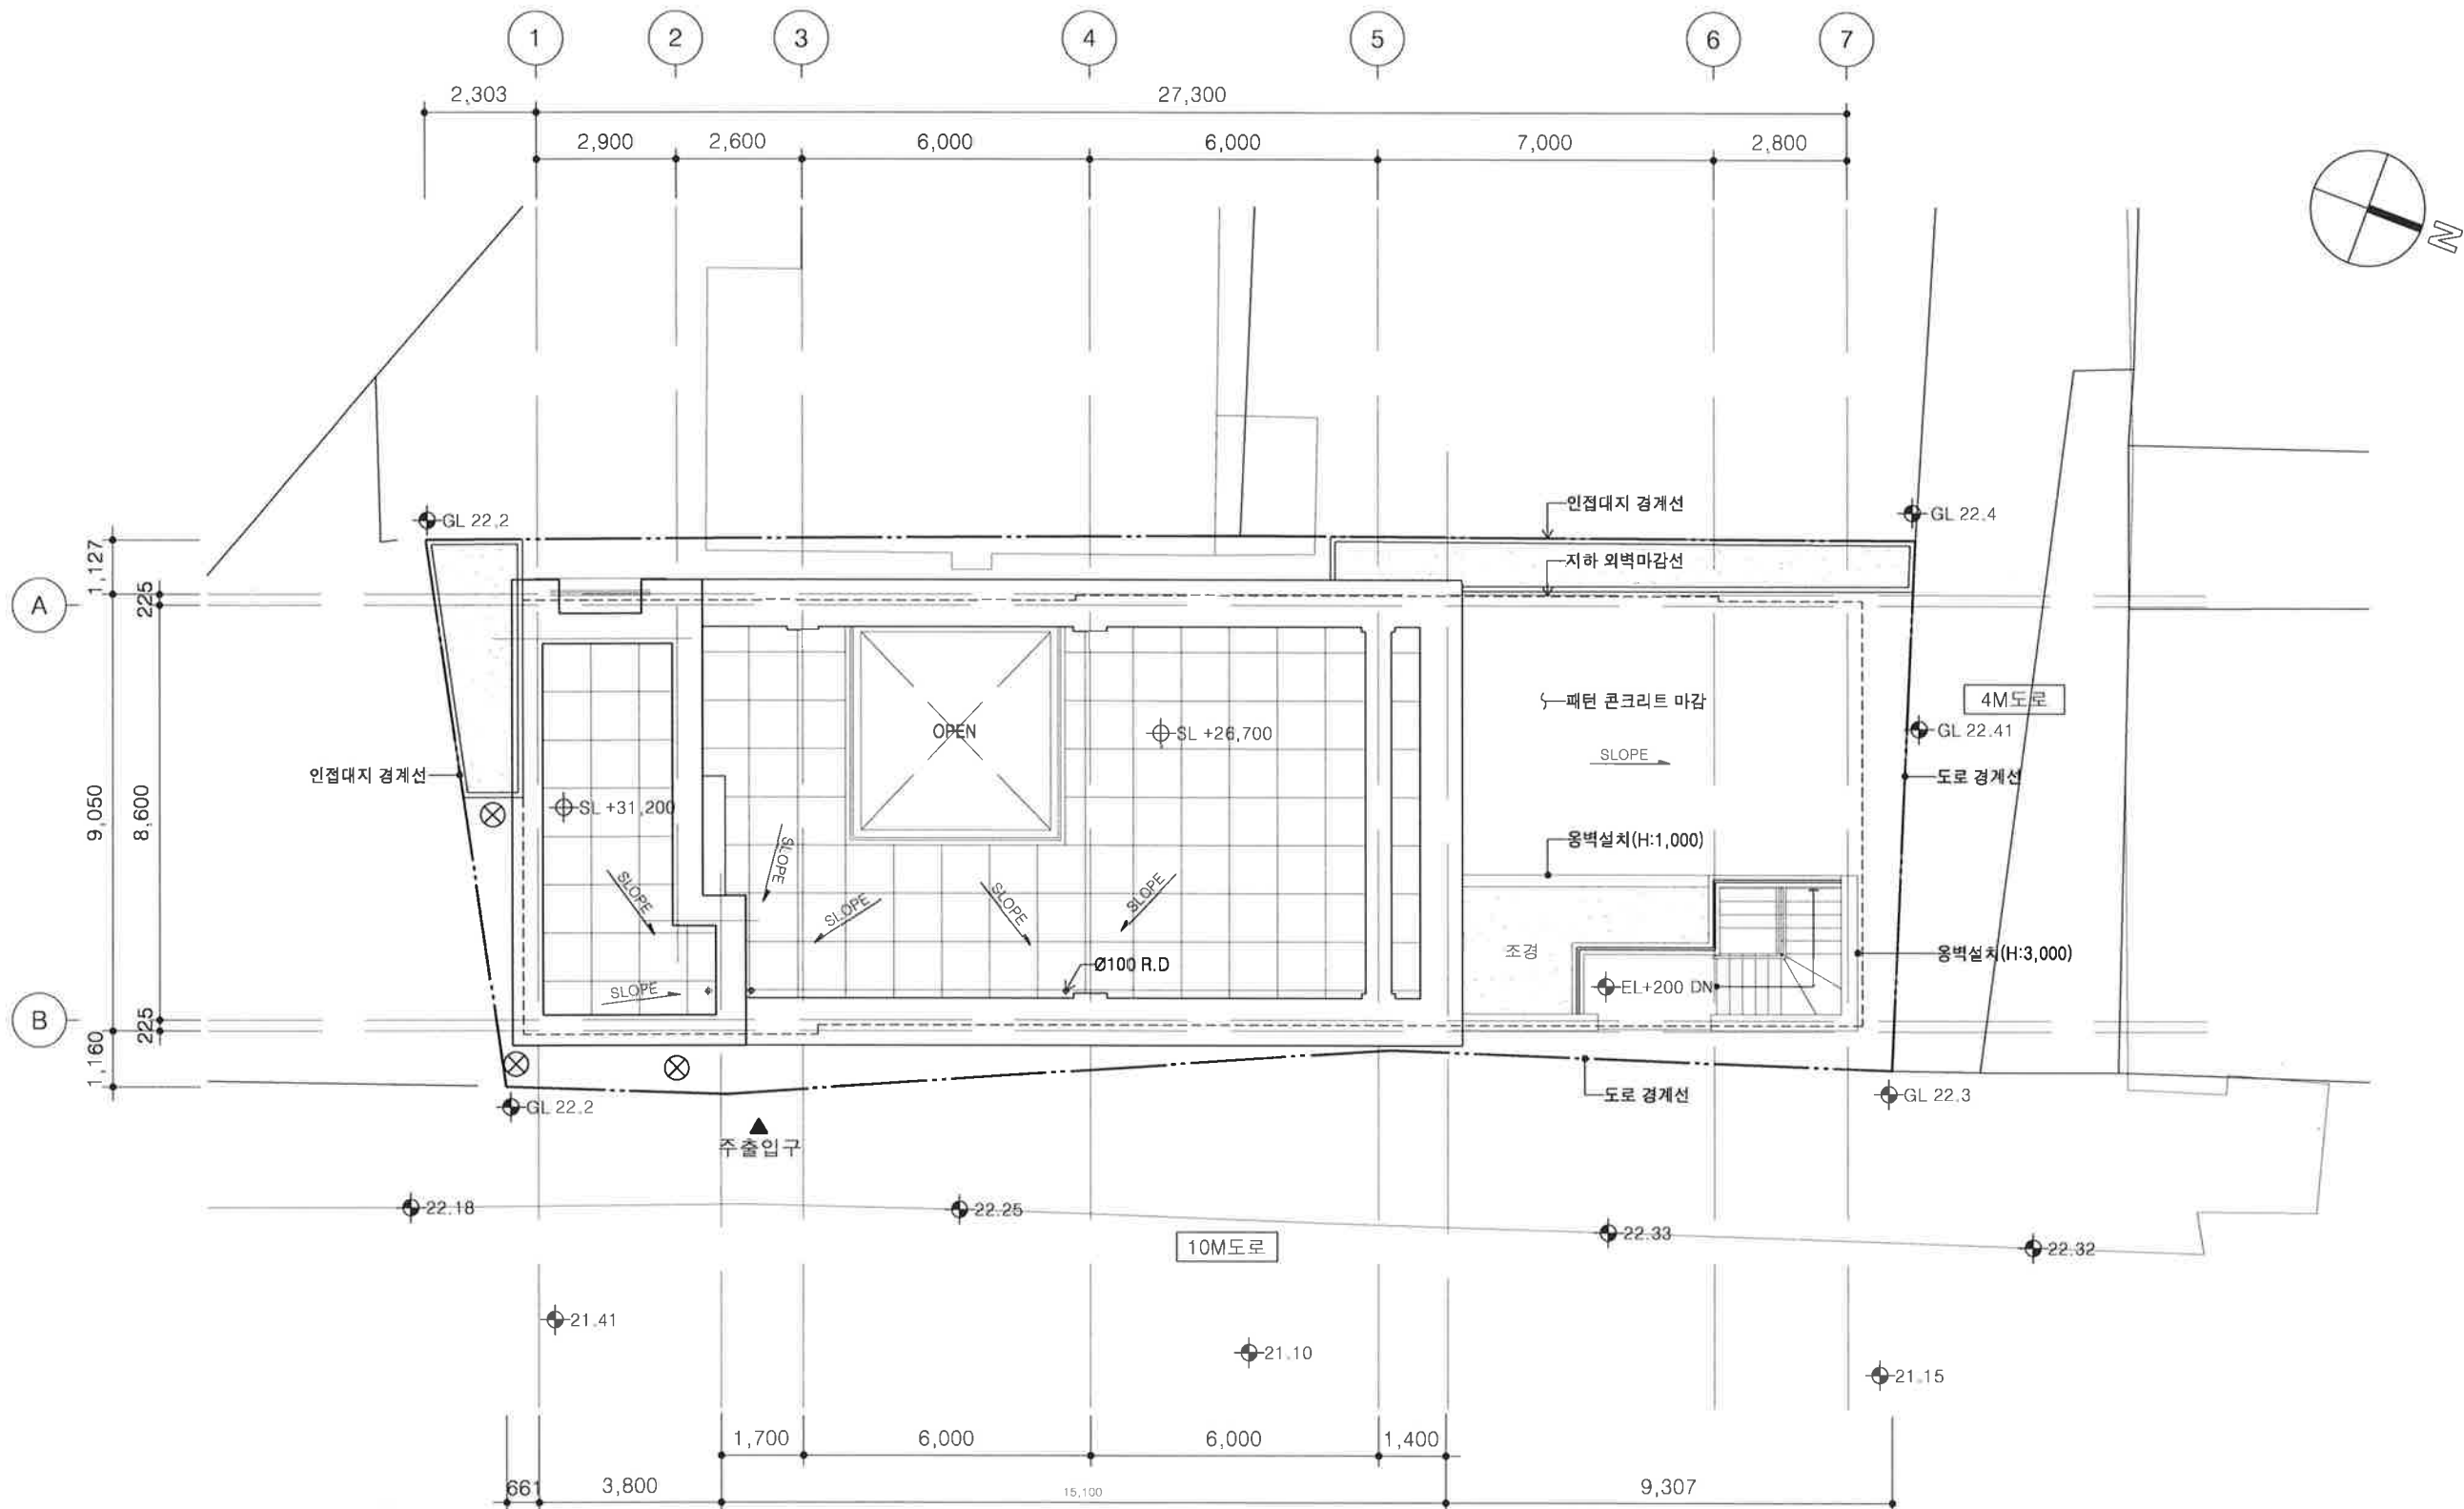 1
2
3
4
5
6
7
2,303
27,300
2,900
2,600
6,000
6,000
7,000
2,800
N
인접대지 경계선
GL 22.2
GL 22.4
1,127
지하 외벽마감선
225
A
패턴 콘크리트 마감
4M도로
OPEN
SL +26,700
GL 22.41
SLOPE
인접대지 경계선
도로 경계선
9,050
8,600
SL +31,200
SLOPE
옹벽설치(H:1,000)
SLOPE
SLOPE
SLOPE
SLOPE
조경
옹벽설치(H:3,000)
Ø100 R.D
SLOPE
EL+200 DN
B
225
1,160
GL 22.2
도로 경계선
GL 22.3
주출입구
22.18
22.25
22.33
22.32
10M도로
21.41
21.10
21.15
1,700
6,000
6,000
1,400
661
3,800
15,100
9,307